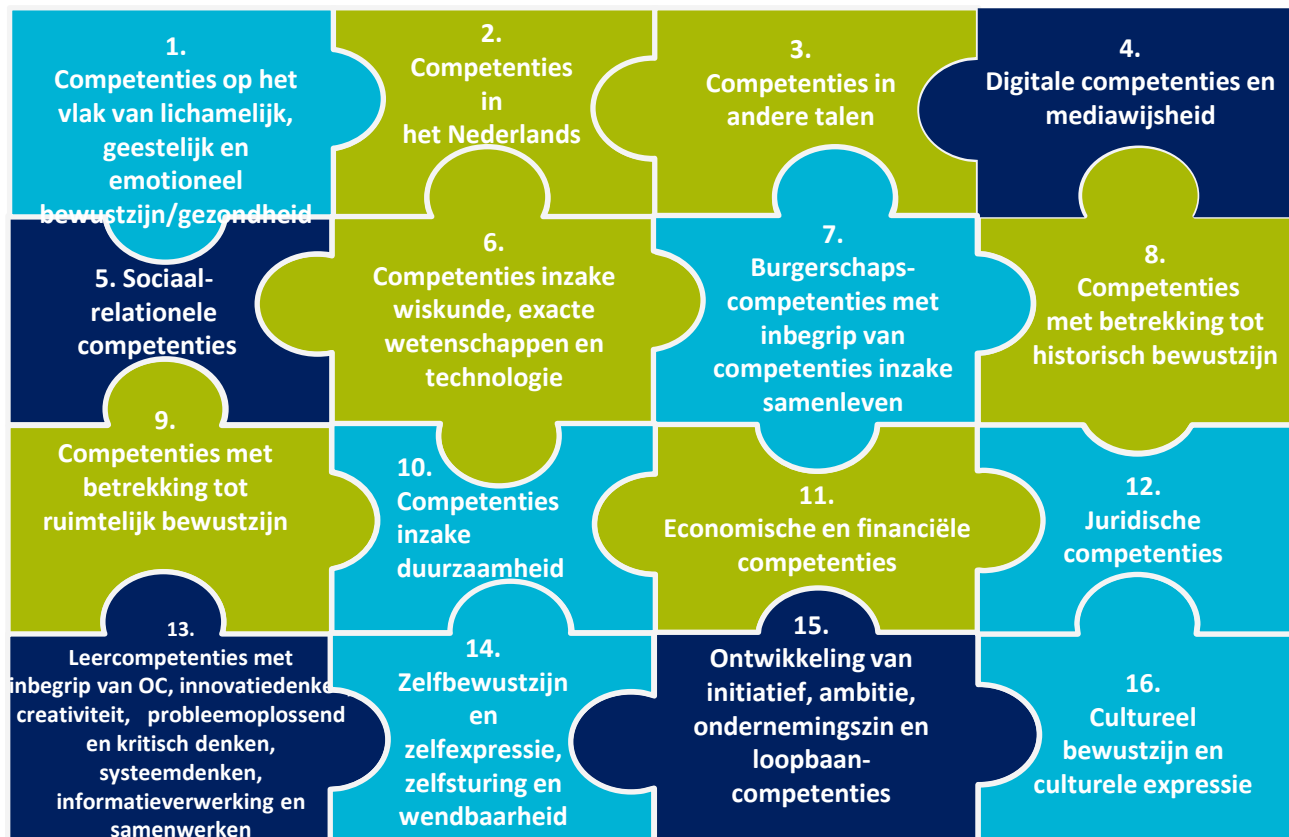 1.
Competenties op het
vlak van lichamelijk,
geestelijk en
emotioneel
bewustzijn/gezondheid
2.
Competenties
in
het Nederlands
3.
Competenties in
andere talen
4.
Digitale competenties en
mediawijsheid
5. Sociaal-
relationele
competenties
6.
Competenties inzake
wiskunde, exacte
wetenschappen en
technologie
7.
Burgerschaps-
competenties met
inbegrip van
competenties inzake
samenleven
8.
Competenties
met betrekking tot
historisch bewustzijn
9.
Competenties met
betrekking tot
ruimtelijk bewustzijn
10.
Competenties
inzake
duurzaamheid
11.
Economische en financiële
competenties
12.
Juridische
competenties
13.
Leercompetenties met
inbegrip van OC, innovatiedenken,
creativiteit, probleemoplossend
en kritisch denken,
systeemdenken,
informatieverwerking en
samenwerken
14.
Zelfbewustzijn
en
zelfexpressie,
zelfsturing en
wendbaarheid
15.
Ontwikkeling van
initiatief, ambitie,
ondernemingszin en
loopbaan-
competenties
16.
Cultureel
bewustzijn en
culturele expressie